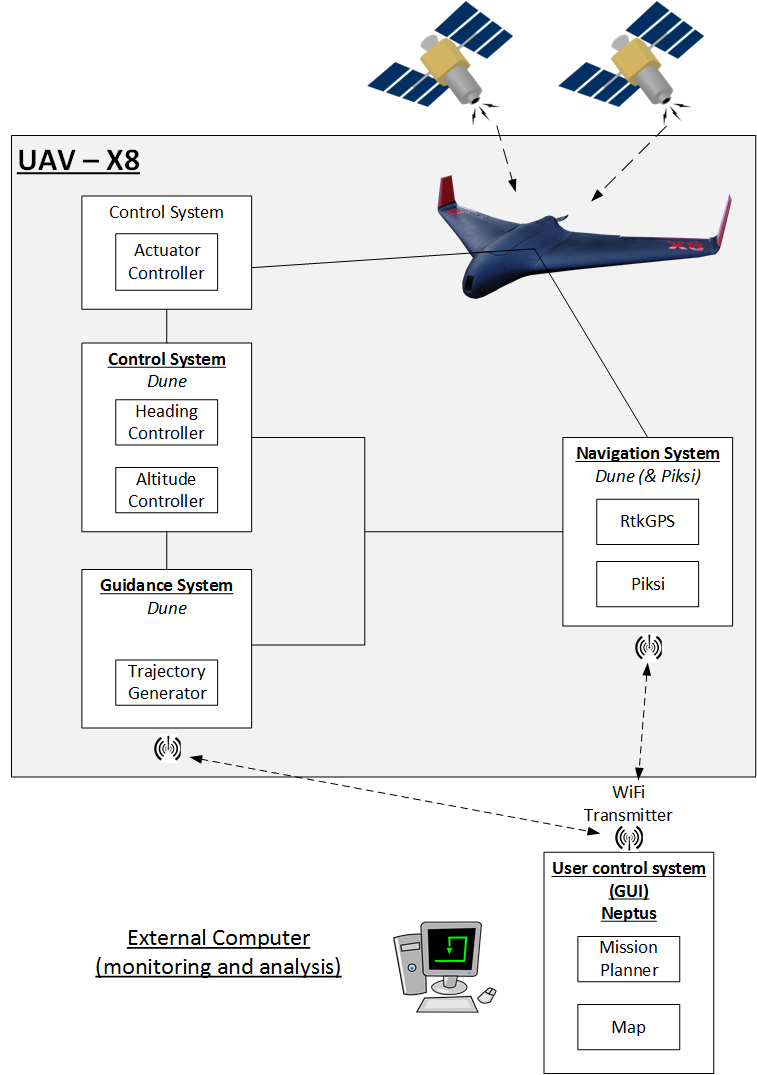 UAV – X8
Control System
Actuator
Controller
X8
Control System
Dune
Heading
Controller
Altitude
Controller
Navigation System
Dune (& Piksi)
RtkGPS
Piksi
Guidance System
Dune
Trajectory
Generator
WiFi
Transmitter
User control system
(GUI)
Neptus
Mission
Planner
Map
External Computer
(monitoring and analysis)